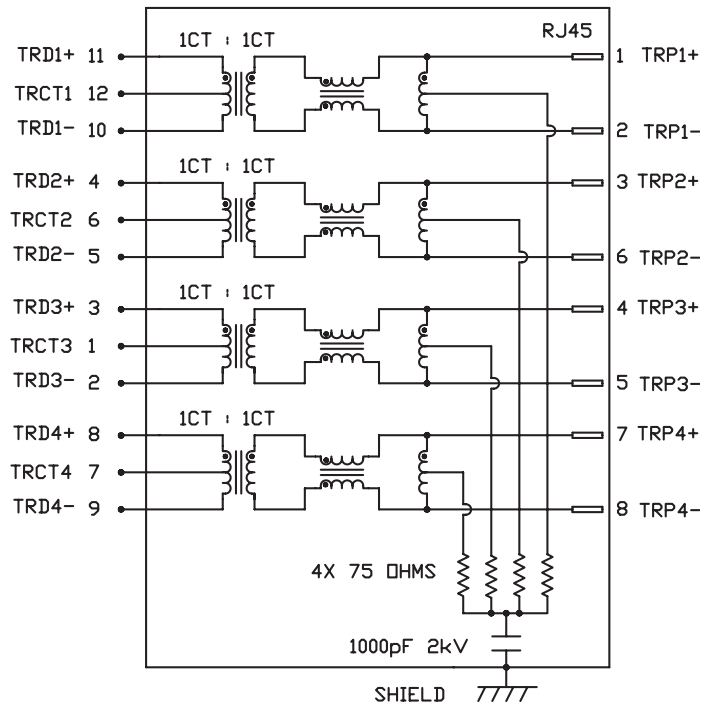 RJ45
1CT : 1CT
TRD1+ 11
1 TRP1+
TRCT1 12
TRD1- 10
2 TRP1-
1CT : 1CT
TRD2+ 4
3 TRP2+
TRCT2 6
TRD2- 5
6 TRP2-
1CT : 1CT
TRD3+ 3
4 TRP3+
TRCT3 1
TRD3- 2
5 TRP3-
1CT : 1CT
TRD4+ 8
7 TRP4+
TRCT4 7
TRD4- 9
8 TRP4-
4X 75 OHMS
1000pF 2kV
SHIELD